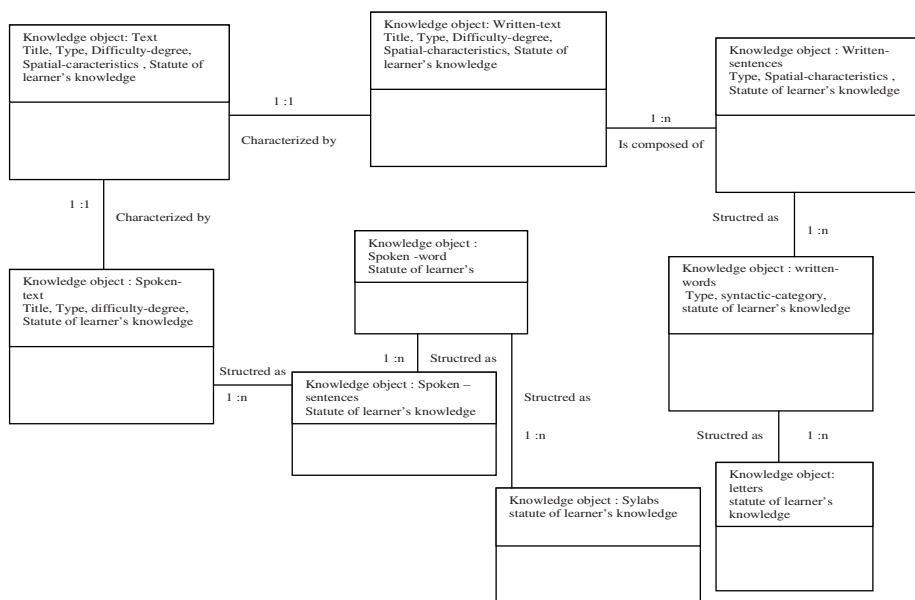 Knowledge object: Text
Title, Type, Difficulty-degree,
Spatial-caracteristics , Statute of
learner's knowledge
1 :1
Characterized by
Knowledge object: Written-text
Title, Type, Difficulty-degree,
Spatial-characteristics, Statute of
learner's knowledge
1 :n
Is composed of
Knowledge object : Written-
sentences
Type, Spatial-characteristics ,
Statute of learner's knowledge
1 :1
Characterized by
Structred as
1 :n
Knowledge object :
Spoken -word
Statute of learner's
Knowledge object : written-
words
Type, syntactic-category,
statute of learner's knowledge
Knowledge object : Spoken-
text
Title, Type, difficulty-degree,
Statute of learner's knowledge
Structred as
1 :n
1 :n
Structred as
Knowledge object : Spoken –
sentences
Statute of learner's knowledge
Structred as
1 :n
Structred as
1 :n
Knowledge object: 
letters
statute of learner's
knowledge
Knowledge object : Sylabs
statute of learner's knowledge